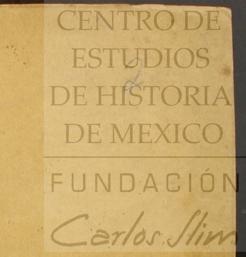 CENTRO DE
ESTUDIOS
DE HISTORIA
DE MEXICO
FUNDACIÓN
Carlos Slim